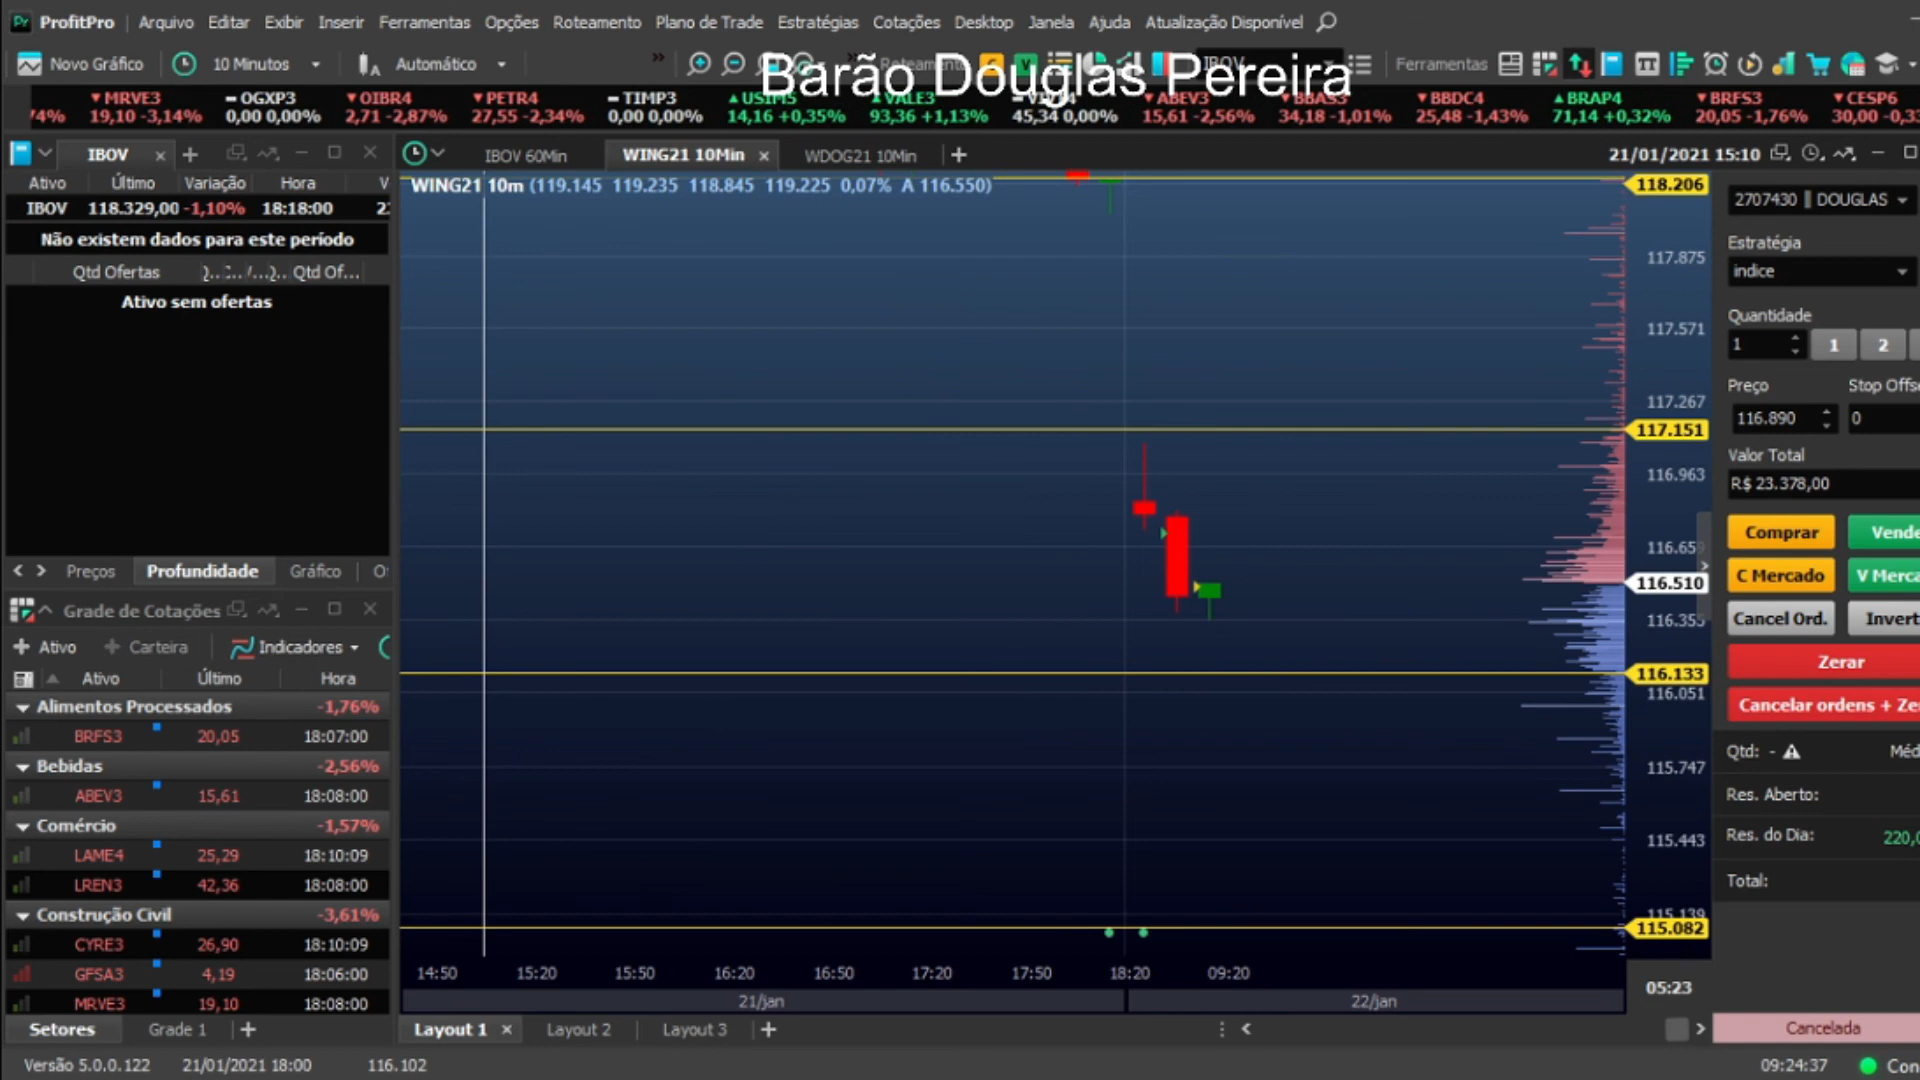 ProfitPro Arquivo Editar Exibir Inserir Ferramentas Opções Roteamento Plano de Trade Estratégias Cotações Desktop Janela Ajuda Atualização Disponível
Novo Gráfico 10 Minutos Automático » IBOV Ferramentas
Barão Douglas Pereira
MRVE3 OGXP3 OIBR4 PETR4 TIMP3 USIM5 VALE3 ABEV3 BBAS3 BBDC4 BRAP4 BRFS3 CESP6
74% 19,10 -3,14% 0,00 0,00% 2,71 -2,87% 27,55 -2,34% 0,00 0,00% 14,16 +0,35% 93,36 +1,13% 45,34 0,00% 15,61 -2,56% 34,18 -1,01% 25,48 -1,43% 71,14 +0,32% 20,05 -1,76% 30,00 -0,3
IBOV
Ativo Último Variação Hora V
IBOV 118.329,00 -1,10% 18:18:00 2
Não existem dados para este período
Qtd Ofertas Qtd Of...
Ativo sem ofertas
Preços Profundidade Gráfico O
Grade de Cotações
Ativo Carteira Indicadores
Ativo Último Hora
Alimentos Processados -1,76%
BRFS3 20,05 18:07:00
Bebidas -2,56%
ABEV3 15,61 18:08:00
Comércio -1,57%
LAME4 25,29 18:10:09
LREN3 42,36 18:08:00
Construção Civil -3,61%
CYRE3 26,90 18:10:09
GFSA3 4,19 18:06:00
MRVE3 19,10 18:08:00
Setores Grade 1
IBOV 60Min WING21 10Min WDOG21 10Min 21/01/2021 15:10
WING21 10m (119.145 119.235 118.845 119.225 0,07% A 116.550)
118.206
117.875
117.571
117.267
117.151
116.963
116.659
116.510
116.355
116.133
116.051
115.747
115.443
115.139
115.082
14:50 15:20 15:50 16:20 16:50 17:20 17:50 18:20 09:20
05:23
21/jan 22/jan
Layout 1 Layout 2 Layout 3
2707430 DOUGLAS
Estratégia
indice
Quantidade
1 1 2
Preço Stop Offs
116.890 0
Valor Total
R$ 23.378,00
Comprar Vende
C Mercado V Merca
Cancel Ord. Invert
Zerar
Cancelar ordens + Ze
Qtd: - Méd
Res. Aberto:
Res. do Dia: 220,
Total:
Cancelada
Versão 5.0.0.122 21/01/2021 18:00 116.102 09:24:37 Con